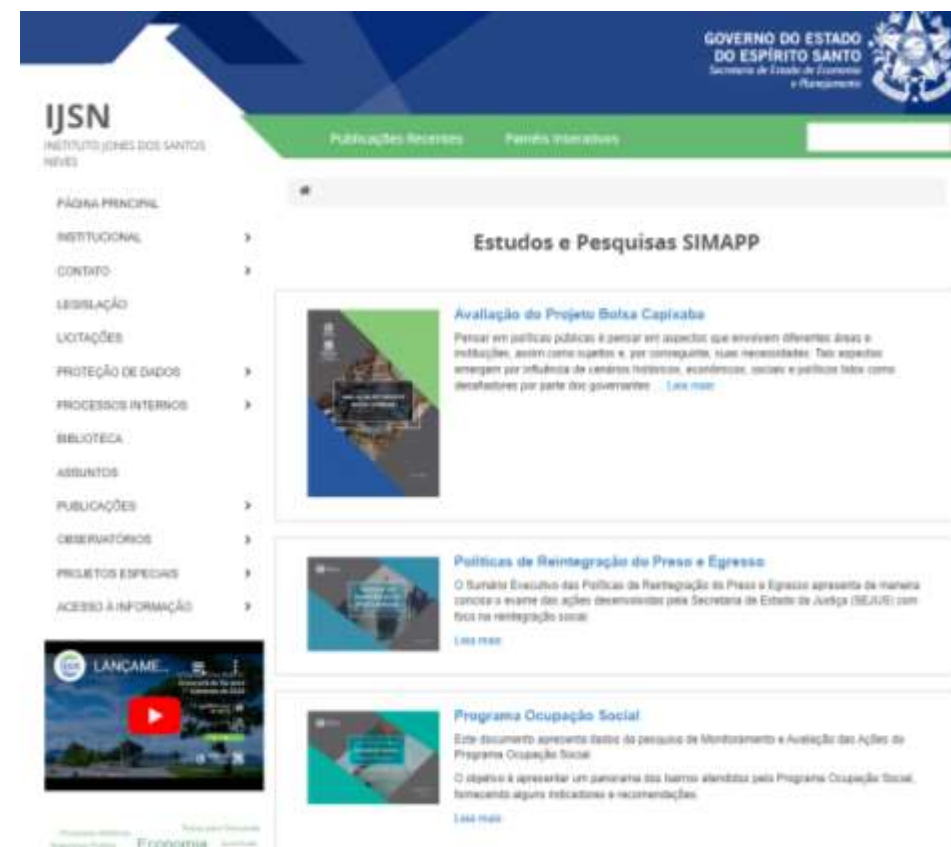 GOVERNO DO ESTADO
DO ESPÍRITO SANTO
Secretaria de Estado de Economia
e Planejamento
IJSN
INSTITUTO JONES DOS SANTOS
NEVES
Publicações Recentes
Painéis Interativos
PÁGINA PRINCIPAL
INSTITUCIONAL
CONTATO
LEGISLAÇÃO
LICITAÇÕES
PROTEÇÃO DE DADOS
PROCESSOS INTERNOS
BIBLIOTECA
ASSUNTOS
PUBLICAÇÕES
OBSERVATÓRIOS
PROJETOS ESPECIAIS
ACESSO À INFORMAÇÃO
LANÇAME...
Economia
Estudos e Pesquisas SIMAPP
Avaliação do Projeto Bolsa Capixaba
Pensar em políticas públicas é pensar em aspectos que envolvem diferentes áreas e
instituições, assim como sujeitos e, por conseguinte, suas necessidades. Tais aspectos
emergem por influência de cenários históricos, econômicos, sociais e políticos tidos como
desafiadores por parte dos governantes ... Leia mais
Políticas de Reintegração do Preso e Egresso
O Sumário Executivo das Políticas de Reintegração do Preso e Egresso apresenta de maneira
concisa o exame das ações desenvolvidas pela Secretaria de Estado da Justiça (SEJUS) com
foco na reintegração social.
Leia mais
Programa Ocupação Social
Este documento apresenta dados da pesquisa de Monitoramento e Avaliação das Ações do
Programa Ocupação Social.
O objetivo é apresentar um panorama dos bairros atendidos pelo Programa Ocupação Social,
fornecendo alguns indicadores e recomendações.
Leia mais